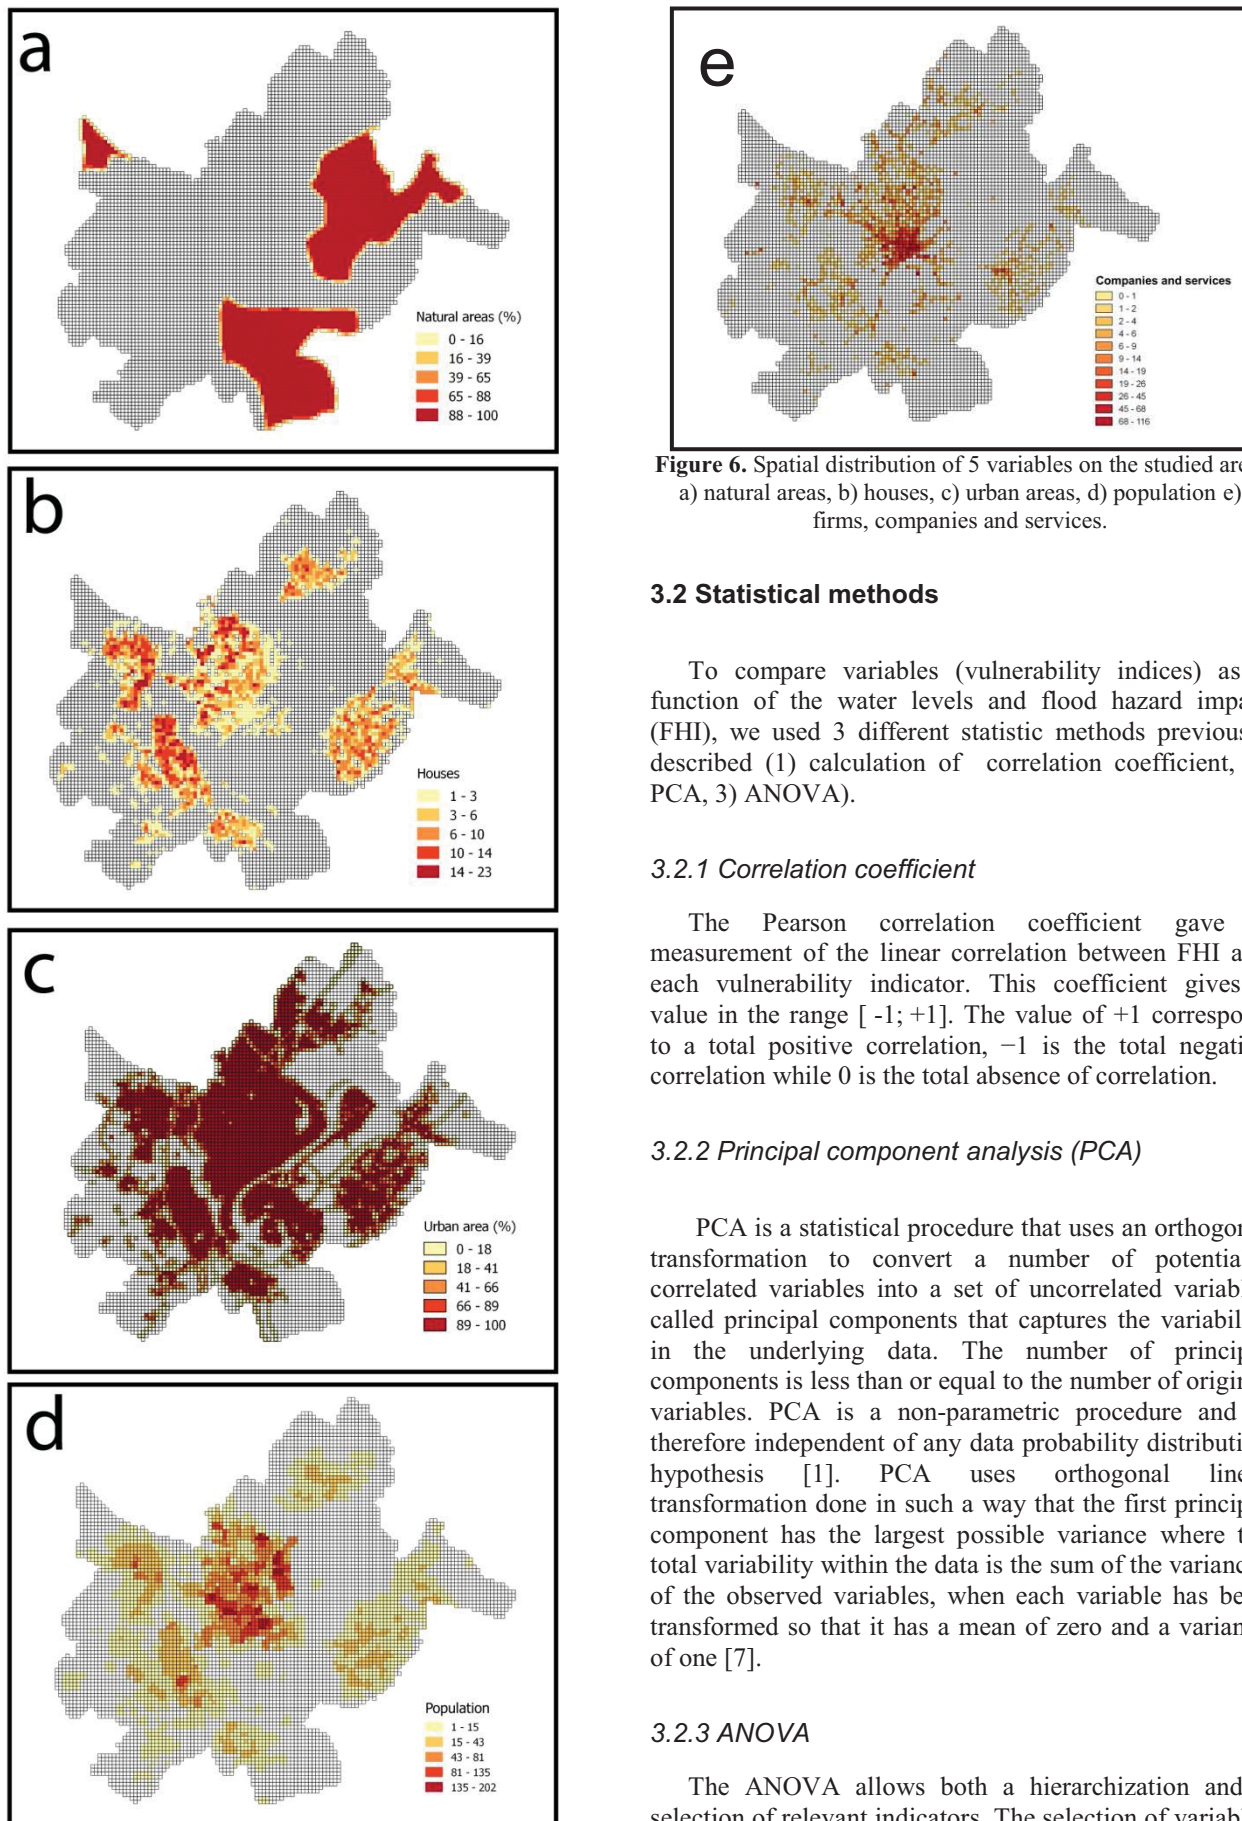 a
Natural areas (%)
0 - 16
16 - 39
39 - 65
65 - 88
88 - 100
b
Houses
1 - 3
3 - 6
6 - 10
10 - 14
14 - 23
c
Urban area (%)
0 - 18
18 - 41
41 - 66
66 - 89
89 - 100
d
Population
1 - 15
15 - 43
43 - 81
81 - 135
135 - 202
e
Companies and services
0 - 1
1 - 2
2 - 4
4 - 6
6 - 9
9 - 14
14 - 19
19 - 26
26 - 45
45 - 68
68 - 116
Figure 6. Spatial distribution of 5 variables on the studied are
a) natural areas, b) houses, c) urban areas, d) population e)
firms, companies and services.
3.2 Statistical methods
To compare variables (vulnerability indices) as
function of the water levels and flood hazard impa
(FHI), we used 3 different statistic methods previous
described (1) calculation of correlation coefficient,
PCA, 3) ANOVA).
3.2.1 Correlation coefficient
The Pearson correlation coefficient gave
measurement of the linear correlation between FHI a
each vulnerability indicator. This coefficient gives
value in the range [ -1; +1]. The value of +1 correspo
to a total positive correlation, −1 is the total negati
correlation while 0 is the total absence of correlation.
3.2.2 Principal component analysis (PCA)
PCA is a statistical procedure that uses an orthogon
transformation to convert a number of potentia
correlated variables into a set of uncorrelated variabl
called principal components that captures the variabil
in the underlying data. The number of princip
components is less than or equal to the number of origin
variables. PCA is a non-parametric procedure and
therefore independent of any data probability distributi
hypothesis [1]. PCA uses orthogonal line
transformation done in such a way that the first princip
component has the largest possible variance where t
total variability within the data is the sum of the varianc
of the observed variables, when each variable has be
transformed so that it has a mean of zero and a varian
of one [7].
3.2.3 ANOVA
The ANOVA allows both a hierarchization and
selection of relevant indicators. The selection of variabl